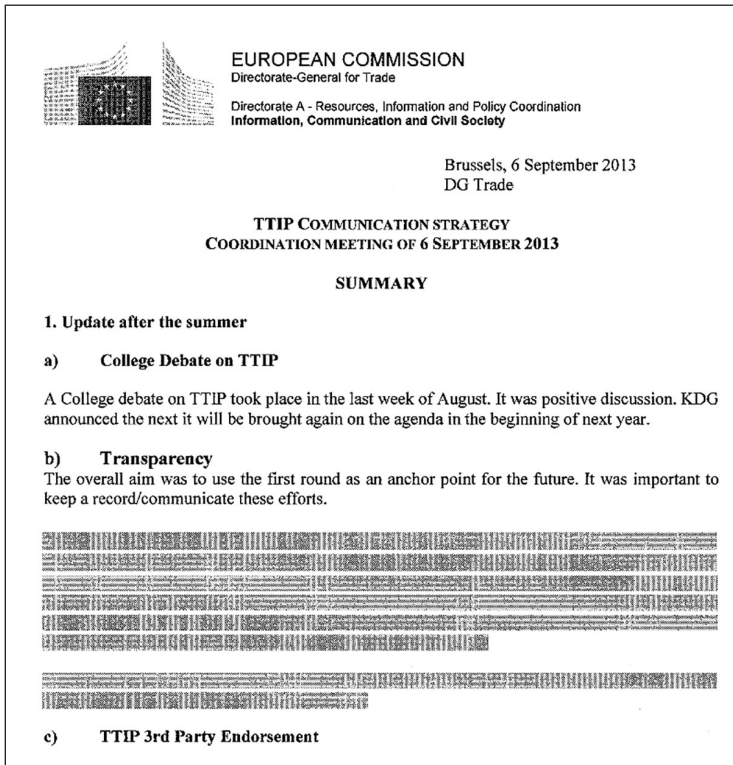 EUROPEAN COMMISSION
Directorate-General for Trade
Directorate A - Resources, Information and Policy Coordination
Information, Communication and Civil Society
Brussels, 6 September 2013
DG Trade
TTIP COMMUNICATION STRATEGY
COORDINATION MEETING OF 6 SEPTEMBER 2013
SUMMARY
1. Update after the summer
a) College Debate on TTIP
A College debate on TTIP took place in the last week of August. It was positive discussion. KDG
announced the next it will be brought again on the agenda in the beginning of next year.
b) Transparency
The overall aim was to use the first round as an anchor point for the future. It was important to
keep a record/communicate these efforts.
c) TTIP 3rd Party Endorsement